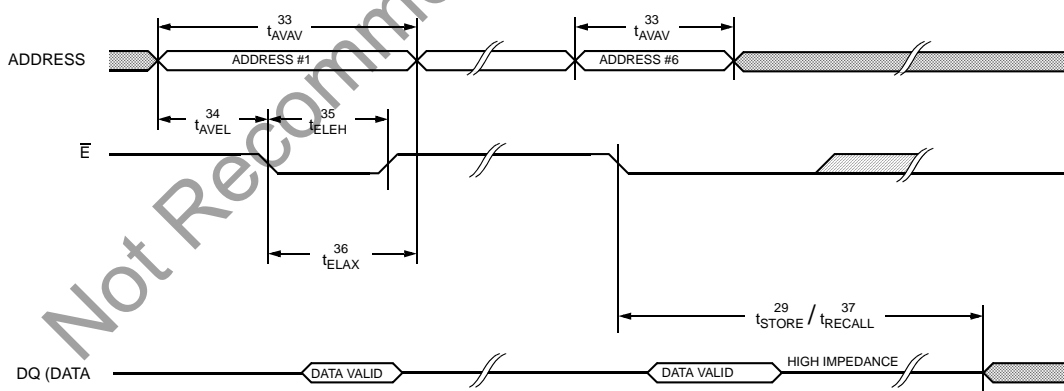 33
tAVAV
33
tAVAV
ADDRESS
ADDRESS #1
ADDRESS #6
34
tAVEL
35
tELEH
E
36
tELAX
29
tSTORE / 37
tRECALL
DQ (DATA
DATA VALID
DATA VALID
HIGH IMPEDANCE
Not Recomme